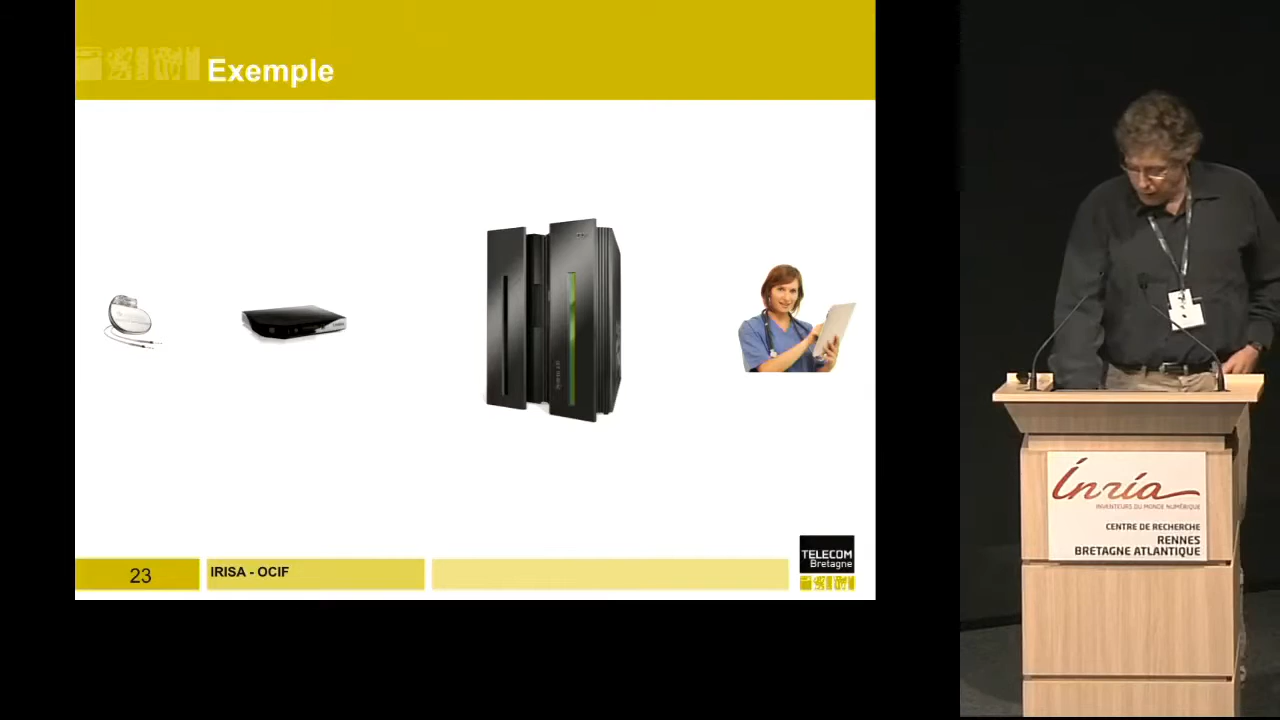 Exemple
23
IRISA - OCIF
TELECOM
Bretagne
inria
INVENTEURS DU MONDE NUMÉRIQUE
CENTRE DE RECHERCHE
RENNES
BRETAGNE ATLANTIQUE